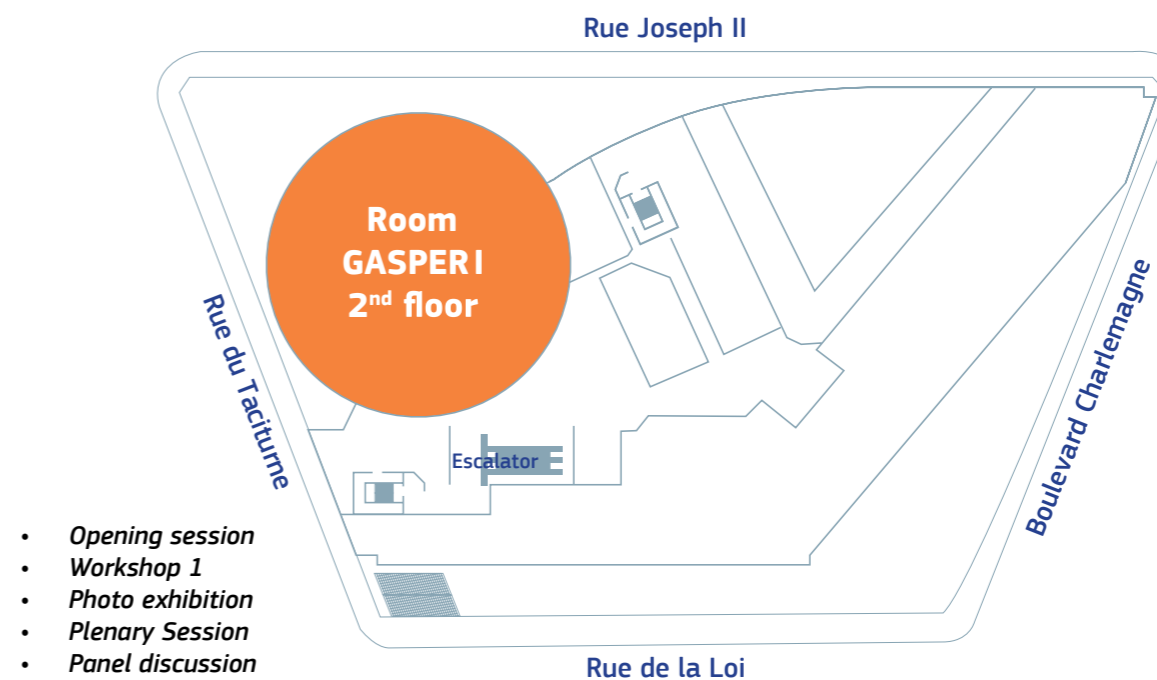 Rue Joseph II
Room
GASPERI
2nd floor
Rue du Taciturne
Boulevard Charlemagne
Escalator
• Opening session
• Workshop 1
• Photo exhibition
• Plenary Session
• Panel discussion
Rue de la Loi